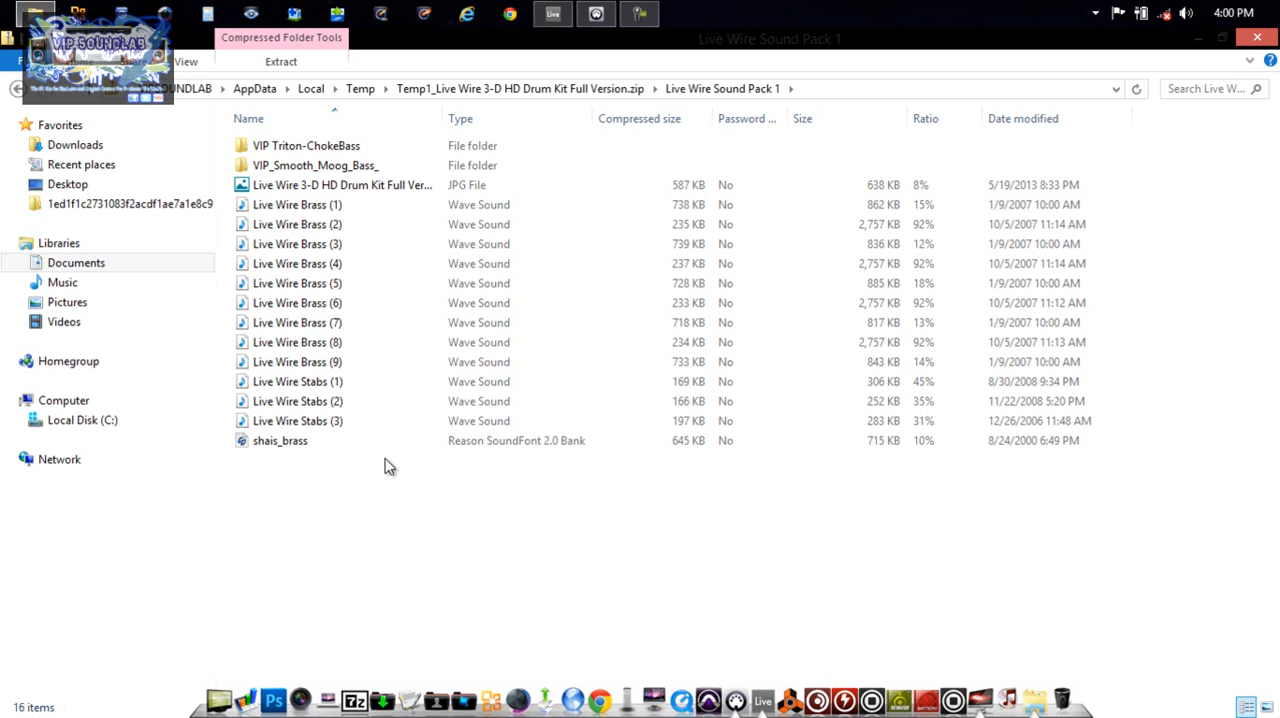 4:00 PM
VIP SOUNDLAB
Compressed Folder Tools
Live Wire Sound Pack 1
View
Extract
AppData
Local
Temp
Temp1_Live Wire 3-D HD Drum Kit Full Version.zip
Live Wire Sound Pack 1
Search Live W...
Name Type Compressed size Password ... Size Ratio Date modified
Favorites
Downloads
Recent places
Desktop
1ed1f1c2731083f2acdf1ae7a1e8c9
Libraries
Documents
Music
Pictures
Videos
Homegroup
Computer
Local Disk (C:)
Network
VIP Triton-ChokeBass File folder
VIP_Smooth_Moog_Bass_ File folder
Live Wire 3-D HD Drum Kit Full Ver... JPG File 587 KB No 638 KB 8% 5/19/2013 8:33 PM
Live Wire Brass (1) Wave Sound 738 KB No 862 KB 15% 1/9/2007 10:00 AM
Live Wire Brass (2) Wave Sound 235 KB No 2,757 KB 92% 10/5/2007 11:14 AM
Live Wire Brass (3) Wave Sound 739 KB No 836 KB 12% 1/9/2007 10:00 AM
Live Wire Brass (4) Wave Sound 237 KB No 2,757 KB 92% 10/5/2007 11:14 AM
Live Wire Brass (5) Wave Sound 728 KB No 885 KB 18% 1/9/2007 10:00 AM
Live Wire Brass (6) Wave Sound 233 KB No 2,757 KB 92% 10/5/2007 11:12 AM
Live Wire Brass (7) Wave Sound 718 KB No 817 KB 13% 1/9/2007 10:00 AM
Live Wire Brass (8) Wave Sound 234 KB No 2,757 KB 92% 10/5/2007 11:13 AM
Live Wire Brass (9) Wave Sound 733 KB No 843 KB 14% 1/9/2007 10:00 AM
Live Wire Stabs (1) Wave Sound 169 KB No 306 KB 45% 8/30/2008 9:34 PM
Live Wire Stabs (2) Wave Sound 166 KB No 252 KB 35% 11/22/2008 5:20 PM
Live Wire Stabs (3) Wave Sound 197 KB No 283 KB 31% 12/26/2006 11:48 AM
shais_brass Reason SoundFont 2.0 Bank 645 KB No 715 KB 10% 8/24/2000 6:49 PM
16 items
Ps
7z
Live